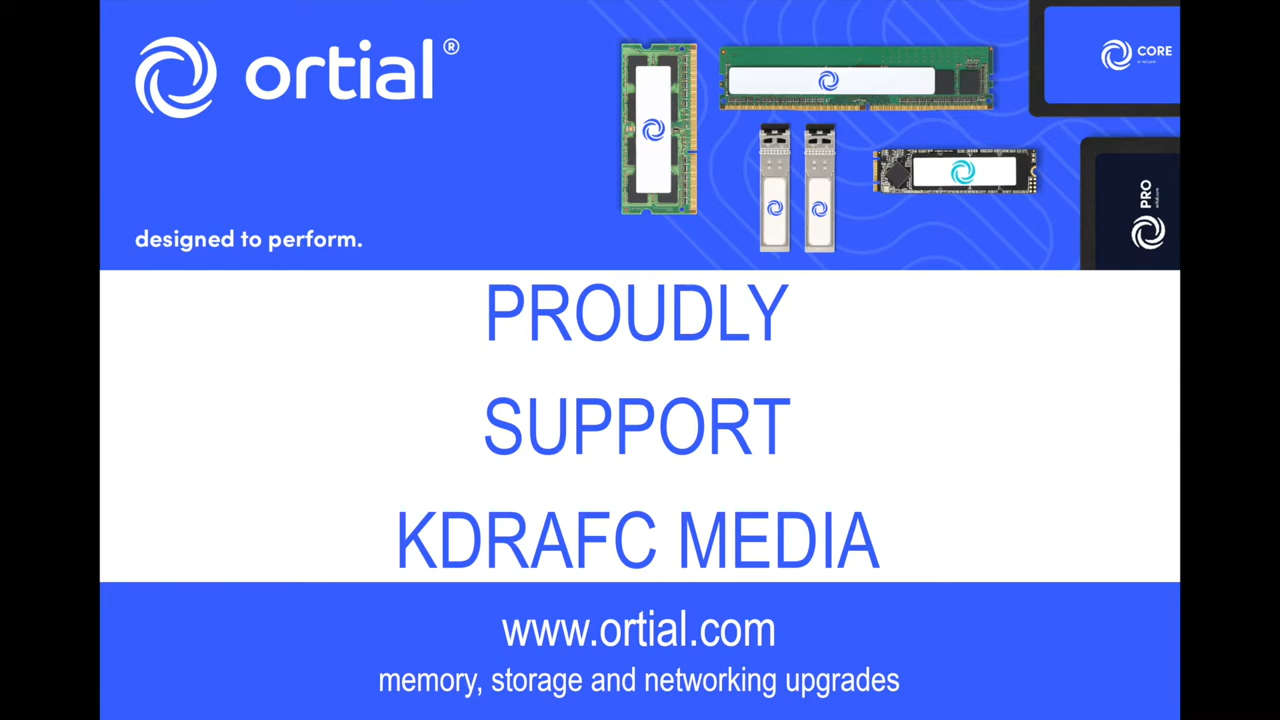 ortial®
CORE
PRO
designed to perform.
PROUDLY
SUPPORT
KDRAFC MEDIA
www.ortial.com
memory, storage and networking upgrades